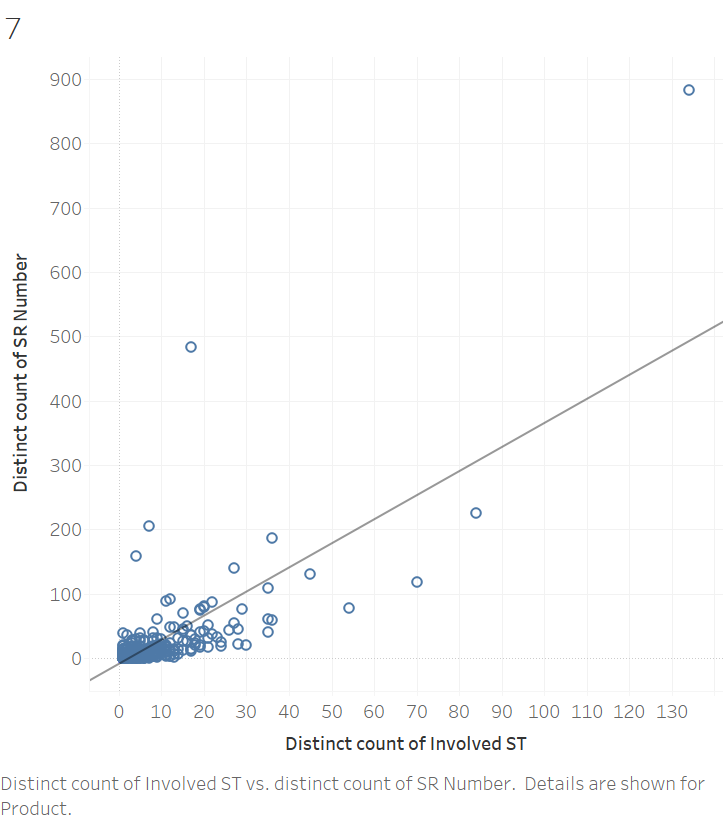 7
900
800
700
600
500
400
300
200
100
0
Distinct count of SR Number
0 10 20 30 40 50 60 70 80 90 100 110 120 130
Distinct count of Involved ST
Distinct count of Involved ST vs. distinct count of SR Number. Details are shown for
Product.